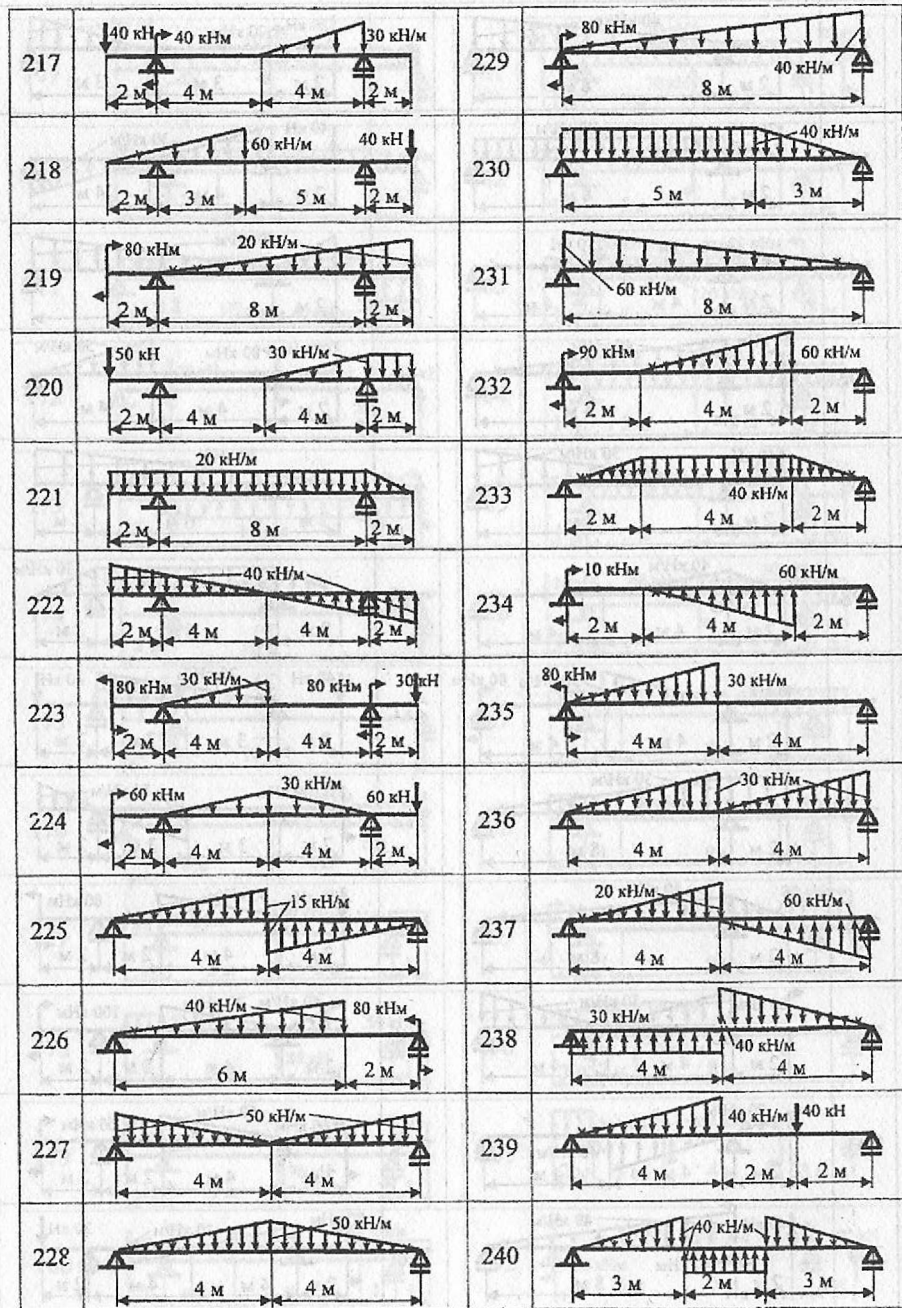 217
40 кН
40 кНм
30 кН/м
2 м
4 м
4 м
2 м
218
60 кН/м
40 кН
2 м
3 м
5 м
2 м
219
80 кНм
20 кН/м
2 м
8 м
2 м
220
50 кН
30 кН/м
2 м
4 м
4 м
2 м
221
20 кН/м
2 м
8 м
2 м
222
40 кН/м
2 м
4 м
4 м
2 м
223
80 кНм
30 кН/м
80 кНм
30 кН
2 м
4 м
4 м
2 м
224
60 кНм
30 кН/м
60 кН
2 м
4 м
4 м
2 м
225
15 кН/м
4 м
4 м
226
40 кН/м
80 кНм
6 м
2 м
227
50 кН/м
4 м
4 м
228
50 кН/м
4 м
4 м
229
80 кНм
40 кН/м
8 м
230
40 кН/м
5 м
3 м
231
60 кН/м
8 м
232
90 кНм
60 кН/м
2 м
4 м
2 м
233
40 кН/м
2 м
4 м
2 м
234
10 кНм
60 кН/м
2 м
4 м
2 м
235
80 кНм
30 кН/м
4 м
4 м
236
30 кН/м
4 м
4 м
237
20 кН/м
60 кН/м
4 м
4 м
238
30 кН/м
40 кН/м
4 м
4 м
239
40 кН/м
40 кН
4 м
2 м
2 м
240
40 кН/м
3 м
2 м
3 м